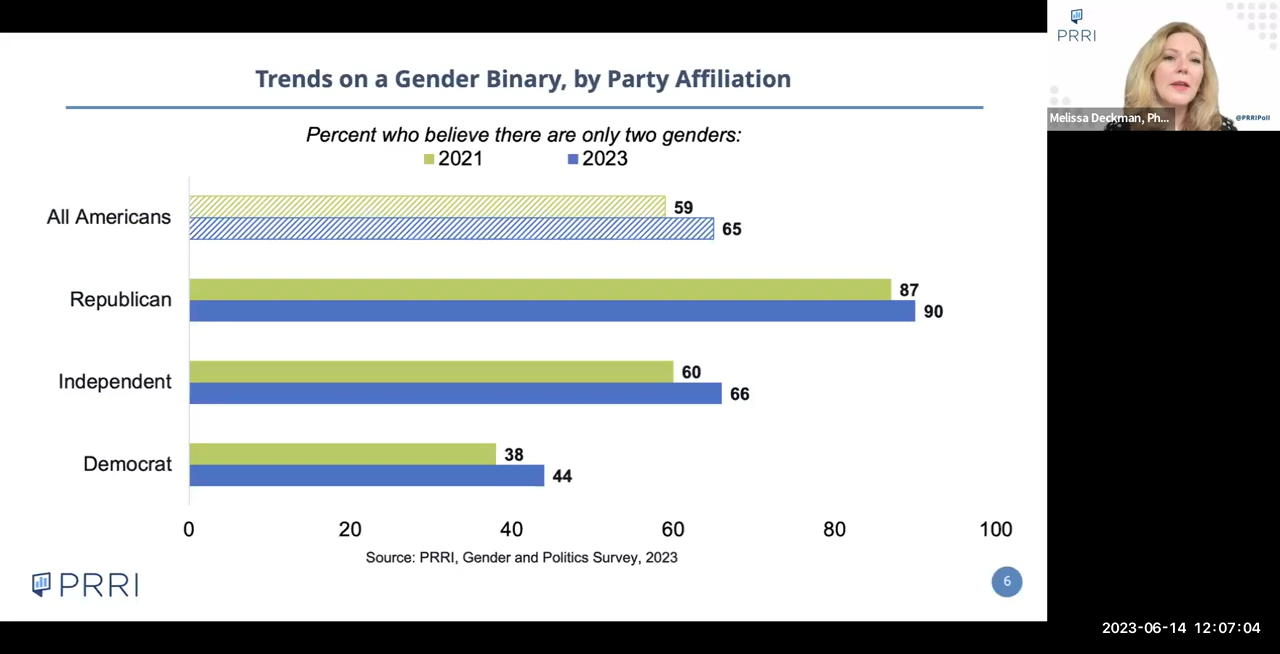 Trends on a Gender Binary, by Party Affiliation
Percent who believe there are only two genders:
2021 2023
All Americans 59
65
Republican 87
90
Independent 60
66
Democrat 38
44
0 20 40 60 80 100
Source: PRRI, Gender and Politics Survey, 2023
PRRI
6
PRRI
Melissa Deckman, Ph...
@PRRIPoll
2023-06-14 12:07:04